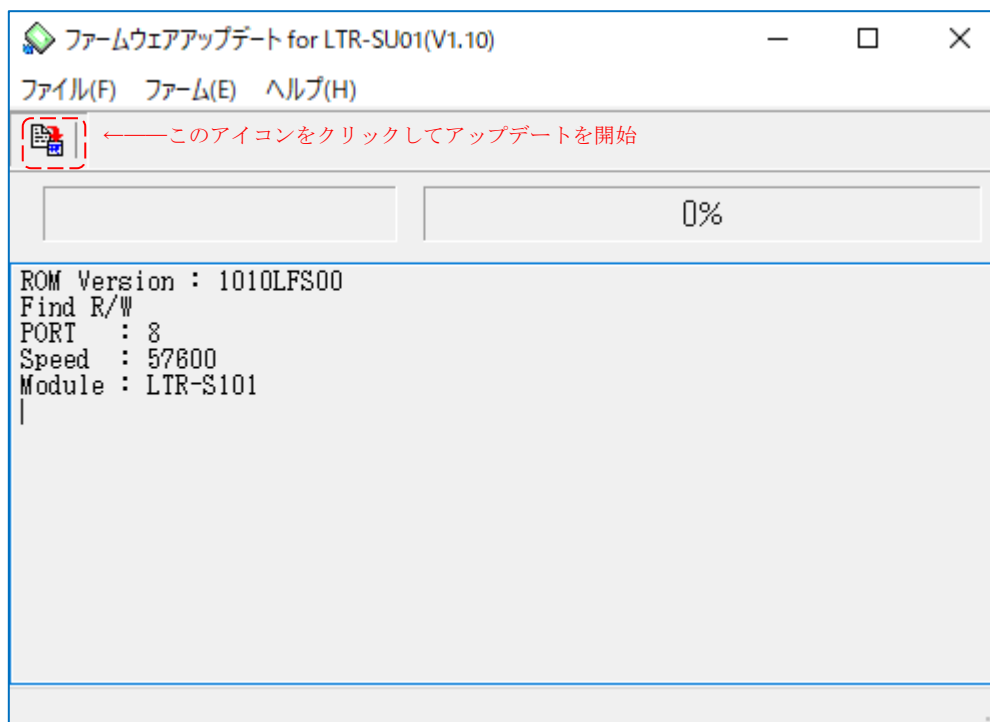 ファームウェアアップデート for LTR-SU01(V1.10)
ファイル(F) ファーム(E) ヘルプ(H)
←――このアイコンをクリックしてアップデートを開始
0%
ROM Version : 1010LFS00
Find R/W
PORT : 8
Speed : 57600
Module : LTR-S101